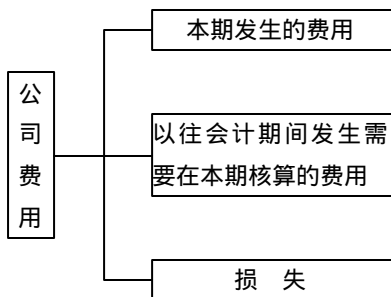 本期发生的费用
公司费用
以往会计期间发生需
要在本期核算的费用
损 失